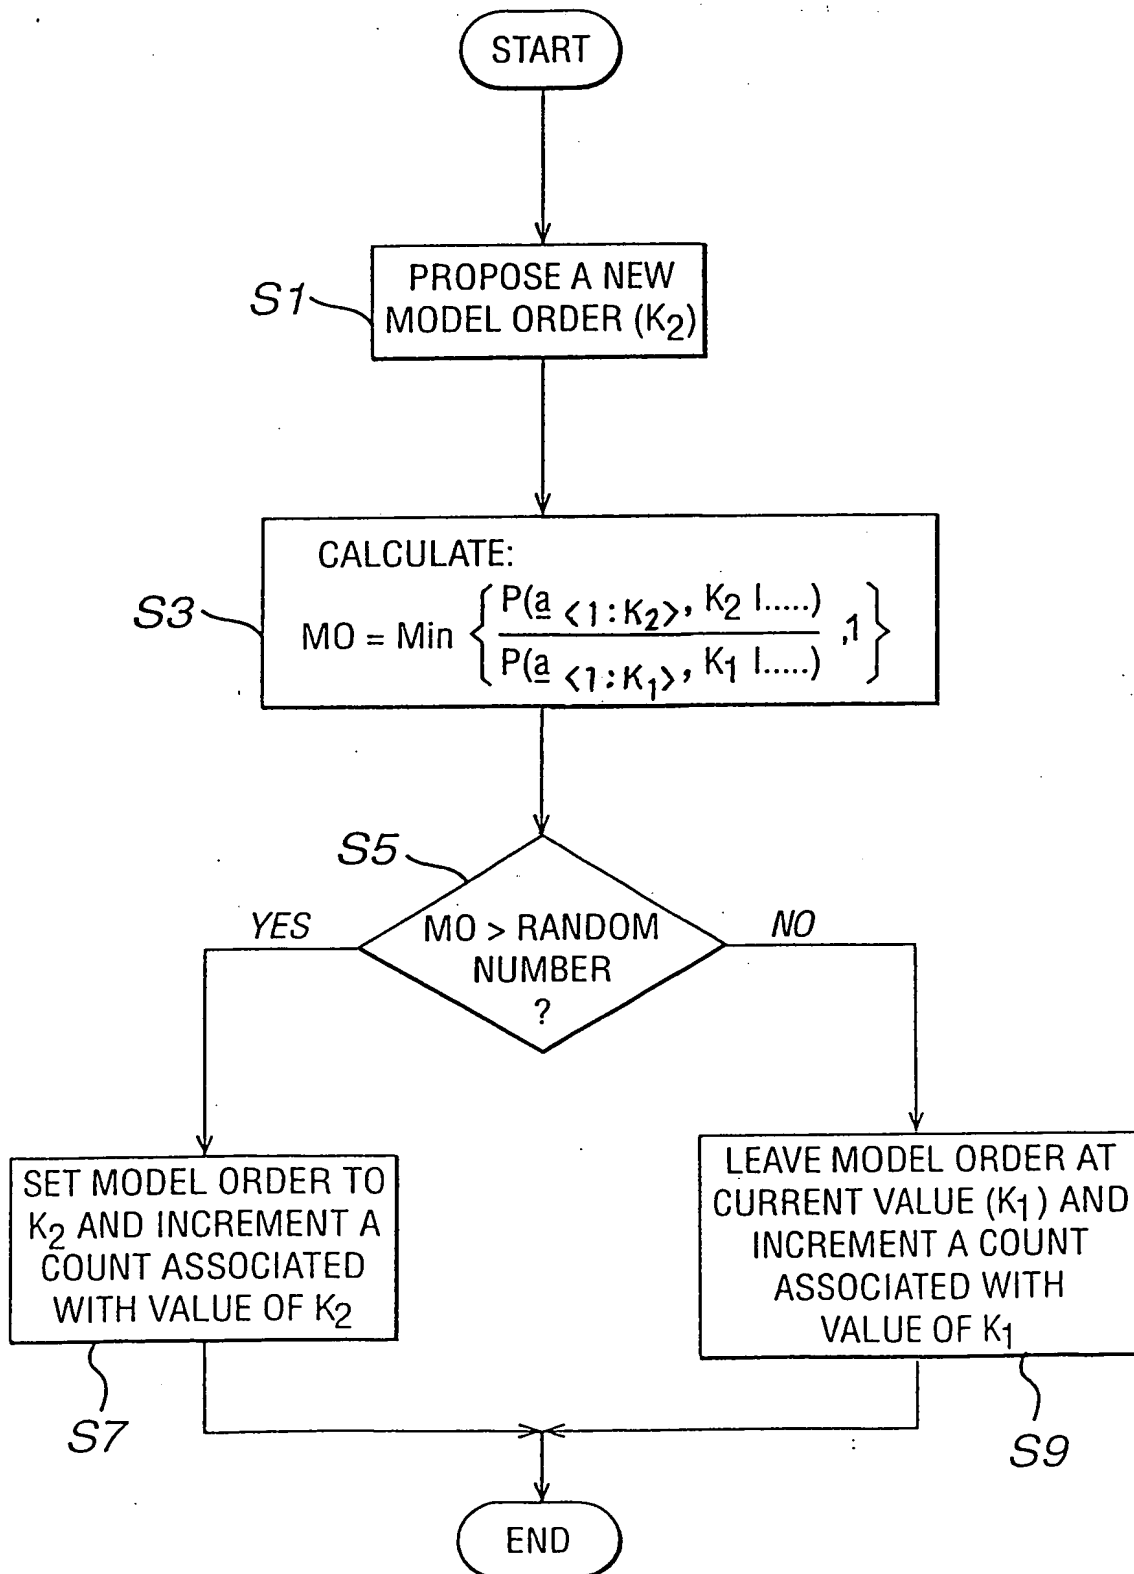 START
S1
PROPOSE A NEW
MODEL ORDER (K2)
S3
CALCULATE:
MO = Min { P(a <1:K2>, K2 I.....) / P(a <1:K1>, K1 I.....) ,1 }
S5
YES
MO > RANDOM
NUMBER
?
NO
SET MODEL ORDER TO
K2 AND INCREMENT A
COUNT ASSOCIATED
WITH VALUE OF K2
S7
LEAVE MODEL ORDER AT
CURRENT VALUE (K1) AND
INCREMENT A COUNT
ASSOCIATED WITH
VALUE OF K1
S9
END